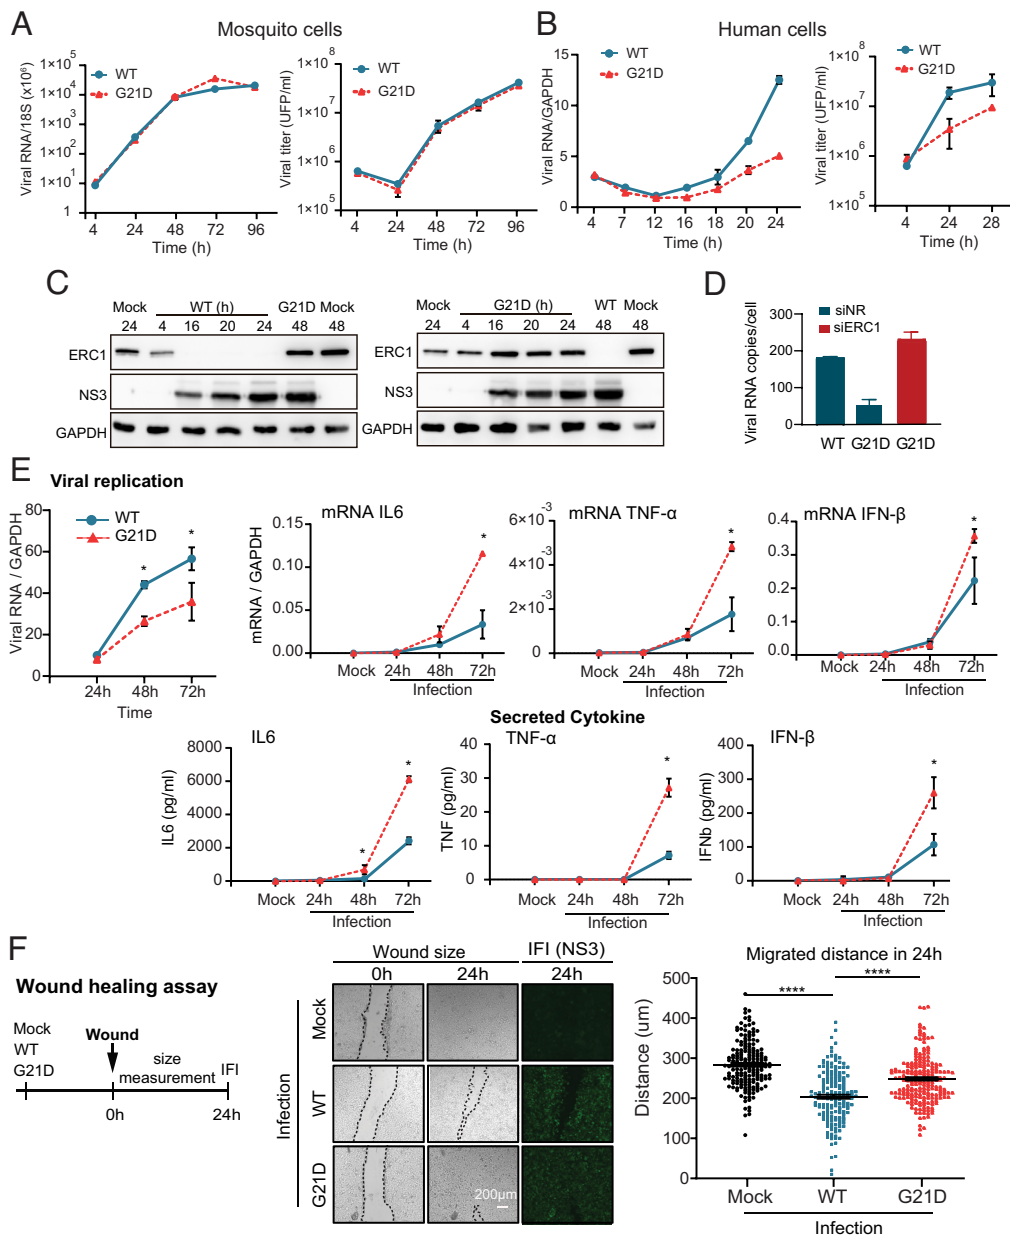 A
Mosquito cells
Viral RNA/18S (x10⁶)
1×10⁵
1×10⁴
1×10³
1×10²
1×10¹
1
WT
G21D
4 24 48 72 96
Time (h)
Viral titer (UFP/ml)
1×10⁸
1×10⁷
1×10⁶
1×10⁵
WT
G21D
4 24 48 72 96
Time (h)
B
Human cells
Viral RNA/GAPDH
15
10
5
0
WT
G21D
4 7 12 16 18 20 24
Time (h)
Viral titer (UFP/ml)
1×10⁸
1×10⁷
1×10⁶
1×10⁵
WT
G21D
4 24 28
Time (h)
C
Mock WT (h) G21D Mock
24 4 16 20 24 48 48
ERC1
NS3
GAPDH
Mock G21D (h) WT Mock
24 4 16 20 24 48 48
ERC1
NS3
GAPDH
D
siNR
siERC1
Viral RNA copies/cell
300
200
100
0
WT G21D G21D
E
Viral replication
Viral RNA / GAPDH
80
60
40
20
0
WT
G21D
* *
24h 48h 72h
Time
mRNA IL6
mRNA / GAPDH
0.15
0.10
0.05
0.00
*
Mock 24h 48h 72h
Infection
mRNA TNF-α
6×10⁻³
4×10⁻³
2×10⁻³
0.00
*
Mock 24h 48h 72h
Infection
mRNA IFN-β
0.4
0.3
0.2
0.1
0.0
*
Mock 24h 48h 72h
Infection
Secreted Cytokine
IL6
IL6 (pg/ml)
8000
6000
4000
2000
0
* *
Mock 24h 48h 72h
Infection
TNF-α
TNF (pg/ml)
40
30
20
10
0
*
Mock 24h 48h 72h
Infection
IFN-β
IFNb (pg/ml)
400
300
200
100
0
*
Mock 24h 48h 72h
Infection
F
Wound healing assay
Mock
WT
G21D
Wound
size
measurement
IFI
0h
24h
Wound size
IFI (NS3)
0h 24h 24h
Infection
Mock
WT
G21D
200µm
Migrated distance in 24h
Distance (um)
500
400
300
200
100
0
**** ****
Mock WT G21D
Infection